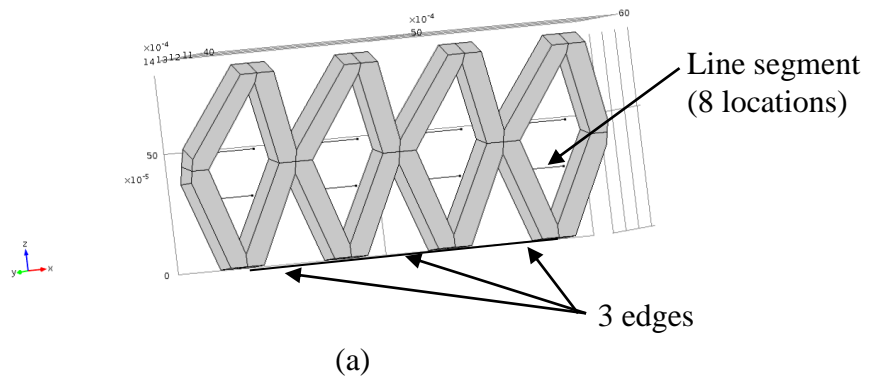 ×10⁻⁴
50
60
×10⁻⁴
14 13 12 11 40
Line segment
(8 locations)
50
×10⁻⁵
z
y x
0
3 edges
(a)